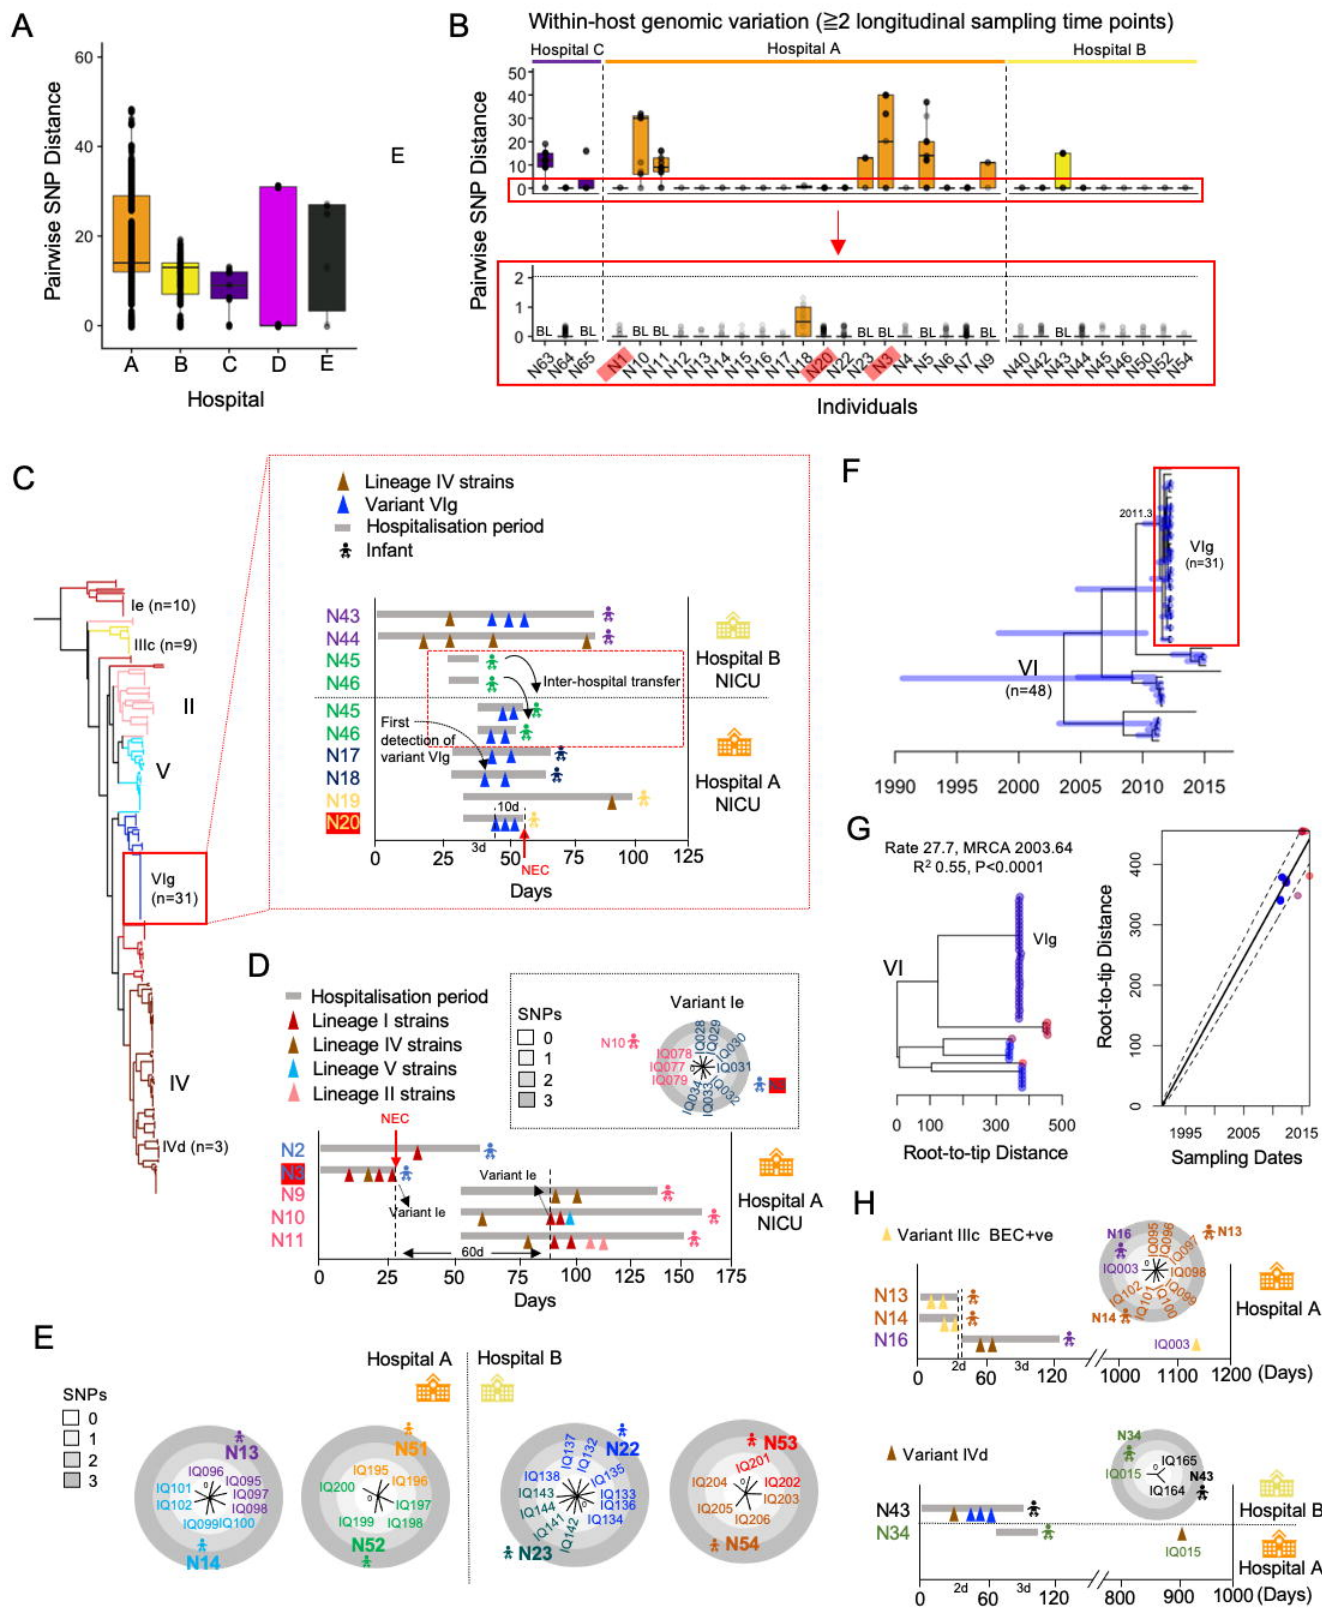 A
Pairwise SNP Distance
60
40
20
0
A B C D E
Hospital
E
B
Within-host genomic variation (≧2 longitudinal sampling time points)
Hospital C
Hospital A
Hospital B
Pairwise SNP Distance
50
40
30
20
10
0
2
1
0
BL BL BL BL BL BL BL BL BL
N63 N64 N65 N1 N10 N11 N12 N13 N14 N15 N16 N17 N18 N20 N22 N23 N3 N4 N5 N6 N7 N9 N40 N42 N43 N44 N45 N46 N50 N52 N54
Individuals
C
Ie (n=10)
IIIc (n=9)
II
V
VIg
(n=31)
IV
IVd (n=3)
Lineage IV strains
Variant VIg
Hospitalisation period
Infant
N43
N44
N45
N46
N45
N46
N17
N18
N19
N20
Inter-hospital transfer
First
detection of
variant VIg
10d
3d
NEC
0 25 50 75 100 125
Days
Hospital B
NICU
Hospital A
NICU
D
Hospitalisation period
Lineage I strains
Lineage IV strains
Lineage V strains
Lineage II strains
SNPs
0
1
2
3
Variant Ie
N10
IQ078
IQ077
IQ079
IQ028
IQ029
IQ030
IQ031
IQ032
IQ033
IQ034
0
NEC
N2
N3
N9
N10
N11
Variant Ie
Variant Ie
60d
0 25 50 75 100 125 150 175
Days
Hospital A
NICU
E
Hospital A
Hospital B
SNPs
0
1
2
3
N13
IQ096
IQ095
IQ097
IQ098
IQ101
IQ102
IQ099
IQ100
0
N14
N51
IQ195
IQ196
IQ200
IQ197
IQ199
IQ198
0
N52
N22
IQ137
IQ132
IQ138
IQ135
IQ143
IQ133
IQ144
IQ136
IQ141
IQ134
IQ142
0
N23
N53
IQ201
IQ204
IQ202
IQ203
IQ205
IQ206
0
N54
F
2011.3
VIg
(n=31)
VI
(n=48)
1990 1995 2000 2005 2010 2015
G
Rate 27.7, MRCA 2003.64
R² 0.55, P<0.0001
VI
VIg
0 100 200 300 400 500
Root-to-tip Distance
Root-to-tip Distance
400
300
200
100
0
1995 2005 2015
Sampling Dates
H
Variant IIIc BEC+ve
N16
IQ003
N13
IQ095
IQ096
IQ097
IQ098
IQ099
IQ100
IQ101
IQ102
0
N14
N13
N14
N16
2d
3d
IQ003
0 60 120 1000 1100 1200 (Days)
Hospital A
Variant IVd
N34
IQ015
0
IQ165
IQ164
N43
N43
N34
IQ015
2d
3d
0 60 120 800 900 1000 (Days)
Hospital B
Hospital A